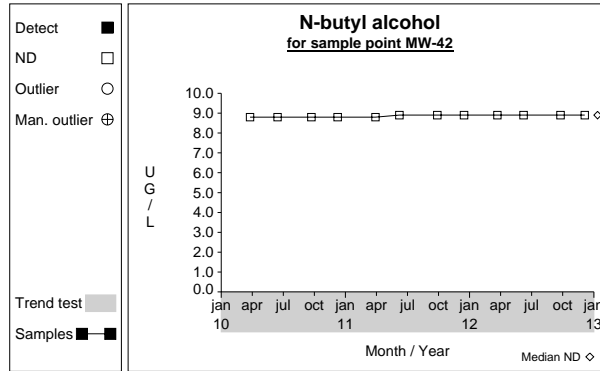 Detect
ND
Outlier
Man. outlier
Trend test
Samples
N-butyl alcohol
for sample point MW-42
U
G
/
L
10.0
9.0
8.0
7.0
6.0
5.0
4.0
3.0
2.0
1.0
0.0
jan apr jul oct jan apr jul oct jan apr jul oct jan
10 11 12 13
Month / Year
Median ND